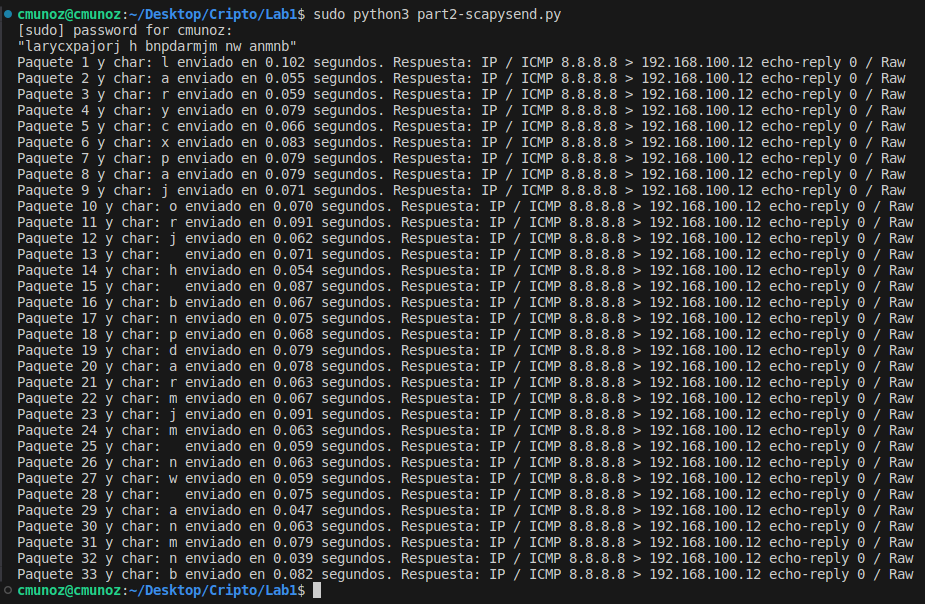 cmunoz@cmunoz:~/Desktop/Cripto/Lab1$ sudo python3 part2-scapysend.py
[sudo] password for cmunoz:
"larycxpajorj h bnpdarmjm nw anmnb"
Paquete 1 y char: l enviado en 0.102 segundos. Respuesta: IP / ICMP 8.8.8.8 > 192.168.100.12 echo-reply 0 / Raw
Paquete 2 y char: a enviado en 0.055 segundos. Respuesta: IP / ICMP 8.8.8.8 > 192.168.100.12 echo-reply 0 / Raw
Paquete 3 y char: r enviado en 0.059 segundos. Respuesta: IP / ICMP 8.8.8.8 > 192.168.100.12 echo-reply 0 / Raw
Paquete 4 y char: y enviado en 0.079 segundos. Respuesta: IP / ICMP 8.8.8.8 > 192.168.100.12 echo-reply 0 / Raw
Paquete 5 y char: c enviado en 0.066 segundos. Respuesta: IP / ICMP 8.8.8.8 > 192.168.100.12 echo-reply 0 / Raw
Paquete 6 y char: x enviado en 0.083 segundos. Respuesta: IP / ICMP 8.8.8.8 > 192.168.100.12 echo-reply 0 / Raw
Paquete 7 y char: p enviado en 0.079 segundos. Respuesta: IP / ICMP 8.8.8.8 > 192.168.100.12 echo-reply 0 / Raw
Paquete 8 y char: a enviado en 0.079 segundos. Respuesta: IP / ICMP 8.8.8.8 > 192.168.100.12 echo-reply 0 / Raw
Paquete 9 y char: j enviado en 0.071 segundos. Respuesta: IP / ICMP 8.8.8.8 > 192.168.100.12 echo-reply 0 / Raw
Paquete 10 y char: o enviado en 0.070 segundos. Respuesta: IP / ICMP 8.8.8.8 > 192.168.100.12 echo-reply 0 / Raw
Paquete 11 y char: r enviado en 0.091 segundos. Respuesta: IP / ICMP 8.8.8.8 > 192.168.100.12 echo-reply 0 / Raw
Paquete 12 y char: j enviado en 0.062 segundos. Respuesta: IP / ICMP 8.8.8.8 > 192.168.100.12 echo-reply 0 / Raw
Paquete 13 y char:   enviado en 0.071 segundos. Respuesta: IP / ICMP 8.8.8.8 > 192.168.100.12 echo-reply 0 / Raw
Paquete 14 y char: h enviado en 0.054 segundos. Respuesta: IP / ICMP 8.8.8.8 > 192.168.100.12 echo-reply 0 / Raw
Paquete 15 y char:   enviado en 0.087 segundos. Respuesta: IP / ICMP 8.8.8.8 > 192.168.100.12 echo-reply 0 / Raw
Paquete 16 y char: b enviado en 0.067 segundos. Respuesta: IP / ICMP 8.8.8.8 > 192.168.100.12 echo-reply 0 / Raw
Paquete 17 y char: n enviado en 0.075 segundos. Respuesta: IP / ICMP 8.8.8.8 > 192.168.100.12 echo-reply 0 / Raw
Paquete 18 y char: p enviado en 0.068 segundos. Respuesta: IP / ICMP 8.8.8.8 > 192.168.100.12 echo-reply 0 / Raw
Paquete 19 y char: d enviado en 0.079 segundos. Respuesta: IP / ICMP 8.8.8.8 > 192.168.100.12 echo-reply 0 / Raw
Paquete 20 y char: a enviado en 0.078 segundos. Respuesta: IP / ICMP 8.8.8.8 > 192.168.100.12 echo-reply 0 / Raw
Paquete 21 y char: r enviado en 0.063 segundos. Respuesta: IP / ICMP 8.8.8.8 > 192.168.100.12 echo-reply 0 / Raw
Paquete 22 y char: m enviado en 0.067 segundos. Respuesta: IP / ICMP 8.8.8.8 > 192.168.100.12 echo-reply 0 / Raw
Paquete 23 y char: j enviado en 0.091 segundos. Respuesta: IP / ICMP 8.8.8.8 > 192.168.100.12 echo-reply 0 / Raw
Paquete 24 y char: m enviado en 0.063 segundos. Respuesta: IP / ICMP 8.8.8.8 > 192.168.100.12 echo-reply 0 / Raw
Paquete 25 y char:   enviado en 0.059 segundos. Respuesta: IP / ICMP 8.8.8.8 > 192.168.100.12 echo-reply 0 / Raw
Paquete 26 y char: n enviado en 0.063 segundos. Respuesta: IP / ICMP 8.8.8.8 > 192.168.100.12 echo-reply 0 / Raw
Paquete 27 y char: w enviado en 0.059 segundos. Respuesta: IP / ICMP 8.8.8.8 > 192.168.100.12 echo-reply 0 / Raw
Paquete 28 y char:   enviado en 0.075 segundos. Respuesta: IP / ICMP 8.8.8.8 > 192.168.100.12 echo-reply 0 / Raw
Paquete 29 y char: a enviado en 0.047 segundos. Respuesta: IP / ICMP 8.8.8.8 > 192.168.100.12 echo-reply 0 / Raw
Paquete 30 y char: n enviado en 0.063 segundos. Respuesta: IP / ICMP 8.8.8.8 > 192.168.100.12 echo-reply 0 / Raw
Paquete 31 y char: m enviado en 0.079 segundos. Respuesta: IP / ICMP 8.8.8.8 > 192.168.100.12 echo-reply 0 / Raw
Paquete 32 y char: n enviado en 0.039 segundos. Respuesta: IP / ICMP 8.8.8.8 > 192.168.100.12 echo-reply 0 / Raw
Paquete 33 y char: b enviado en 0.082 segundos. Respuesta: IP / ICMP 8.8.8.8 > 192.168.100.12 echo-reply 0 / Raw
cmunoz@cmunoz:~/Desktop/Cripto/Lab1$